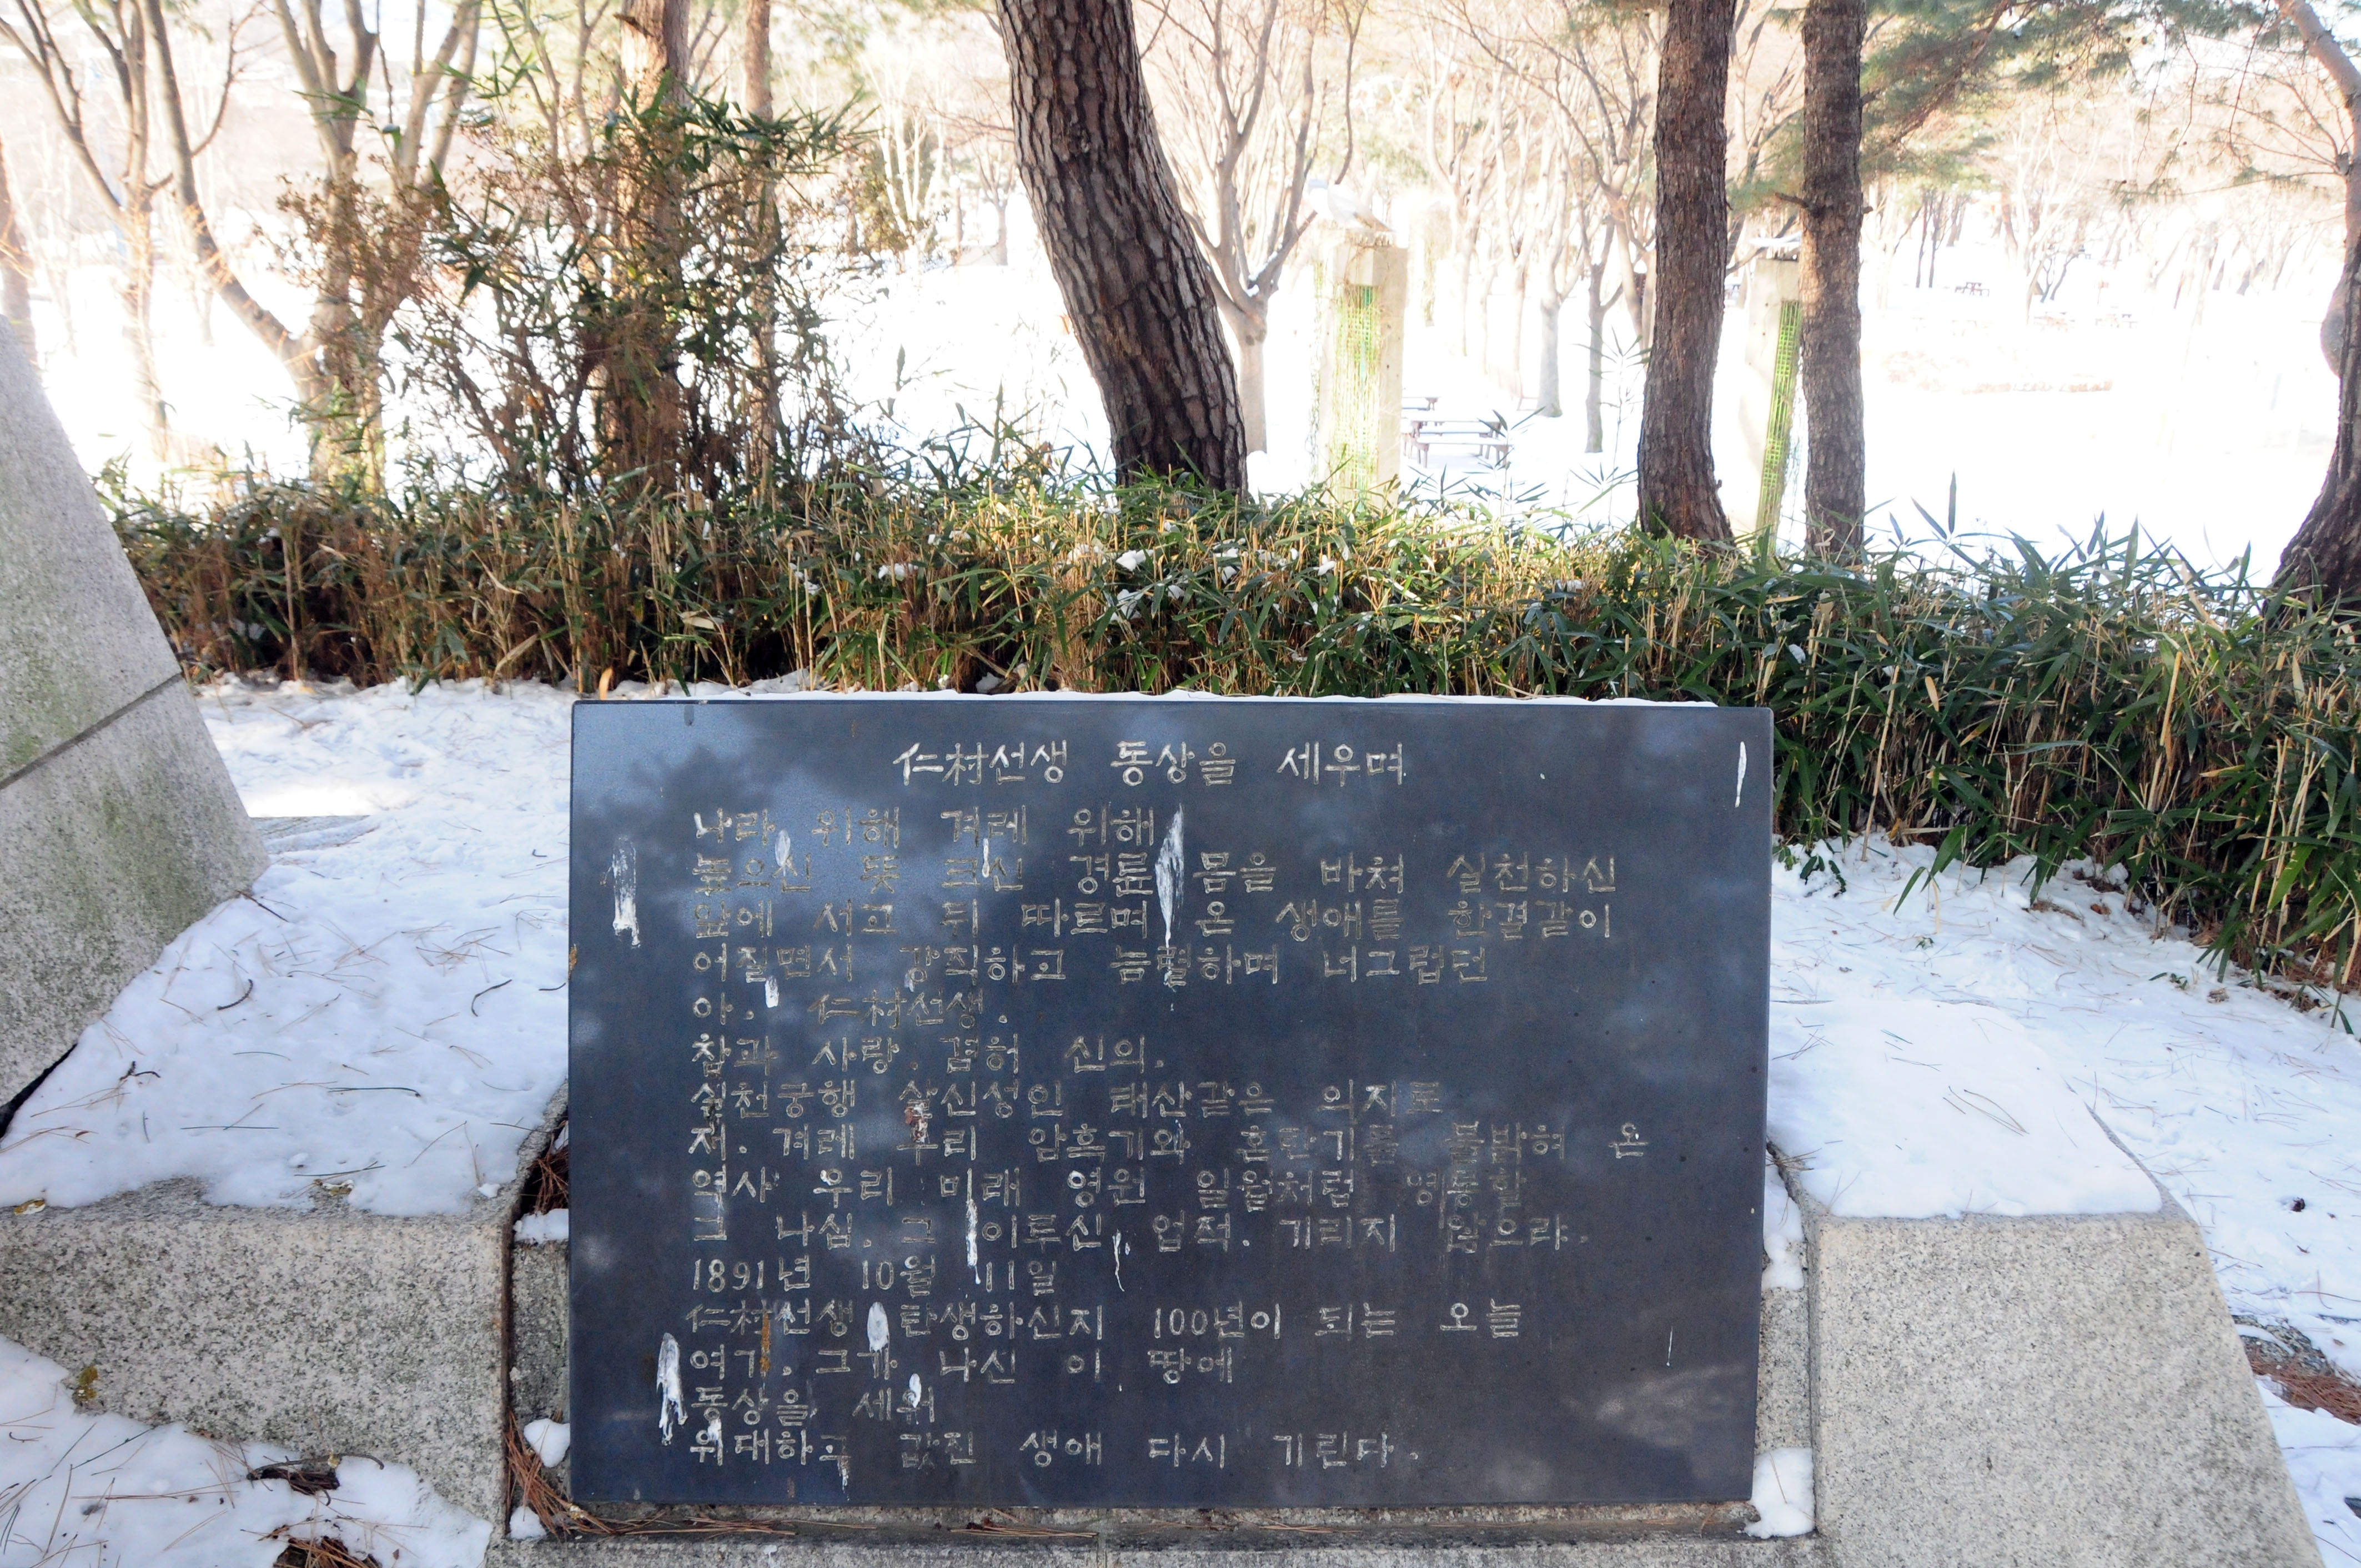 仁村선생 동상을 세우며
나라 위해 겨레 위해
높으신 뜻 크신 경륜 몸을 바쳐 실천하신
앞에 서고 뒤 따르며 온 생애를 한결같이
어질면서 강직하고 늠렬하며 너그럽던
아. 仁村선생.
참과 사랑. 겸허 신의.
실천궁행 살신성인 태산같은 의지로
저. 겨레 우리 암흑기와 혼란기를 불밝혀 온
역사 우리 미래 영원 일월처럼 명동할
그 나심. 그 이루신. 업적. 기리지 않으랴.
1891년 10월 11일
仁村선생 탄생하신지 100년이 되는 오늘
여기. 그가 나신 이 땅에
동상을 세워
위대하고 값진 생애 다시 기린다.